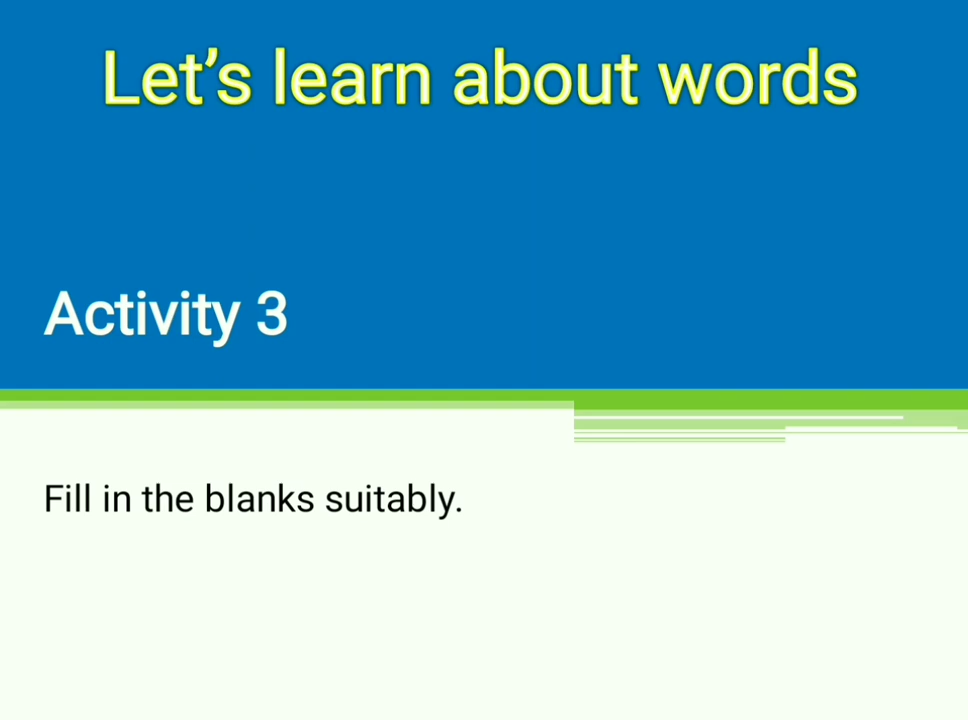 Let’s learn about words
Activity 3
Fill in the blanks suitably.